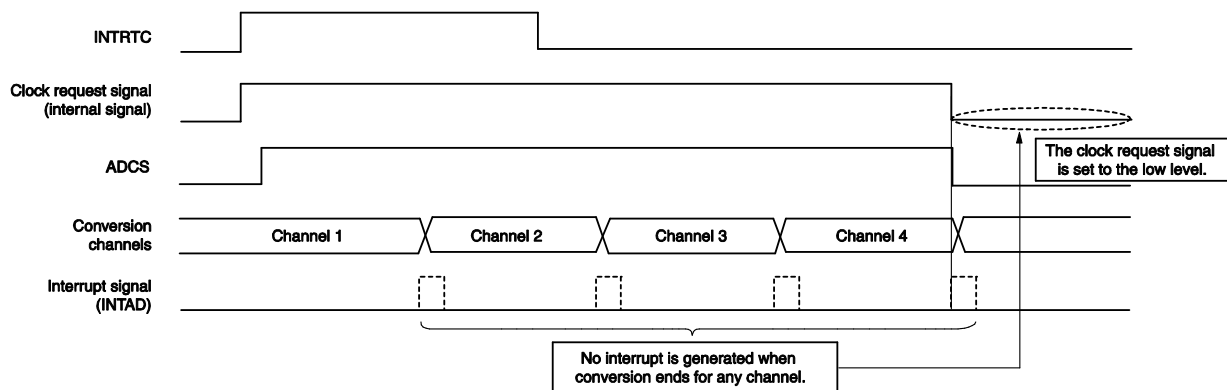 INTRTC
Clock request signal
(internal signal)
The clock request signal
is set to the low level.
ADCS
Conversion
channels
Channel 1
Channel 2
Channel 3
Channel 4
Interrupt signal
(INTAD)
No interrupt is generated when
conversion ends for any channel.